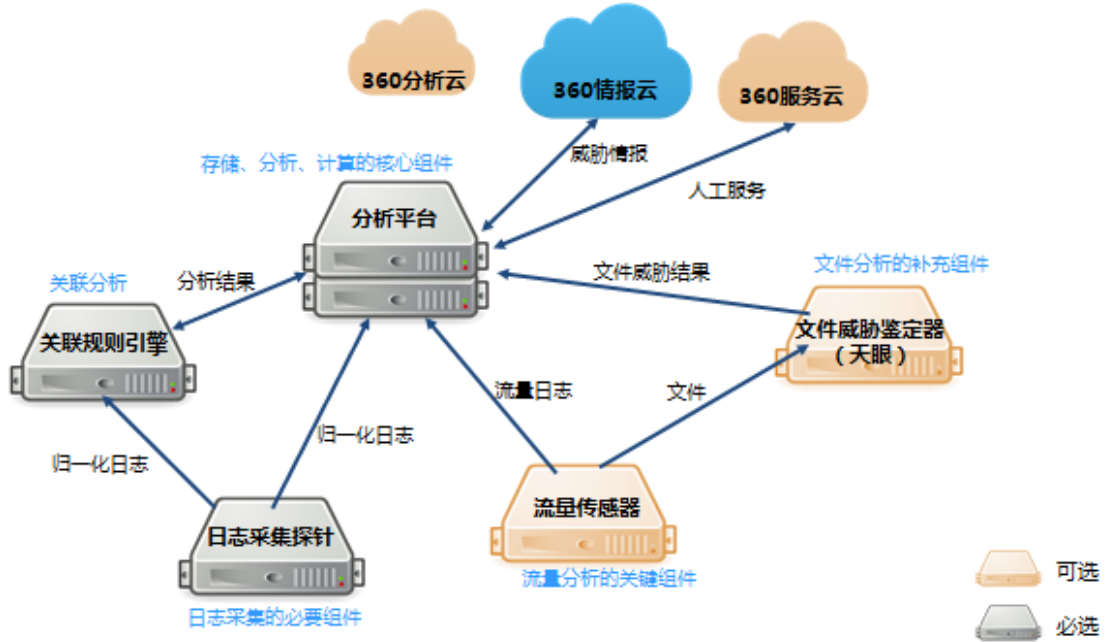 360分析云
360情报云
360服务云
威胁情报
存储、分析、计算的核心组件
人工服务
分析平台
文件威胁结果
文件分析的补充组件
关联分析
分析结果
关联规则引擎
文件威胁鉴定器
（天眼）
流量日志
文件
归一化日志
归一化日志
流量传感器
日志采集探针
流量分析的关键组件
可选
日志采集的必要组件
必选